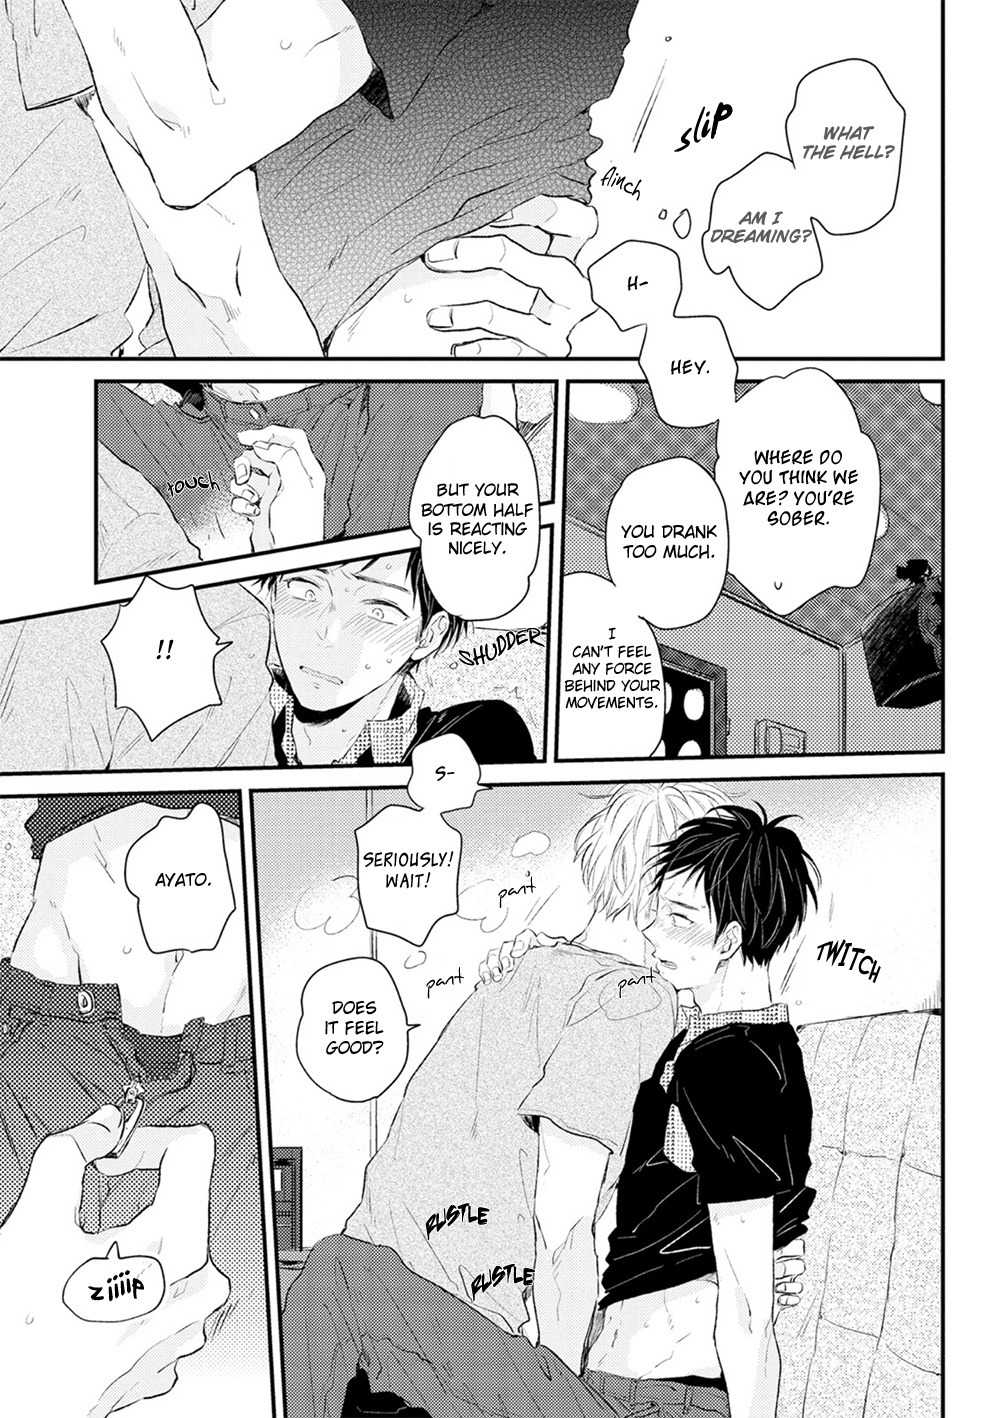 WHAT
THE HELL?
AM I
DREAMING?
slip
flinch
H-
HEY.
WHERE DO
YOU THINK WE
ARE? YOU'RE
SOBER.
YOU DRANK
TOO MUCH.
I
CAN'T FEEL
ANY FORCE
BEHIND YOUR
MOVEMENTS.
BUT YOUR
BOTTOM HALF
IS REACTING
NICELY.
touch
!!
SHUDDER
S-
SERIOUSLY!
WAIT!
pant
pant
pant
TWITCH
DOES
IT FEEL
GOOD?
RUSTLE
RUSTLE
AYATO.
ziiiip